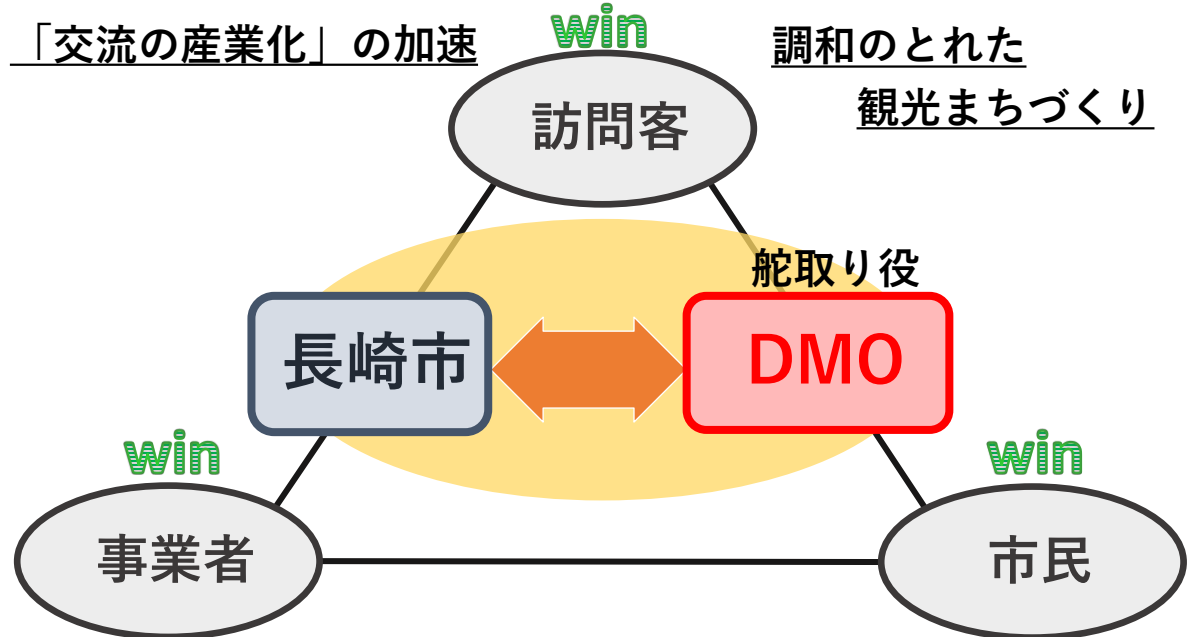 win
「交流の産業化」の加速
調和のとれた
観光まちづくり
訪問客
舵取り役
長崎市
DMO
win
win
事業者
市民